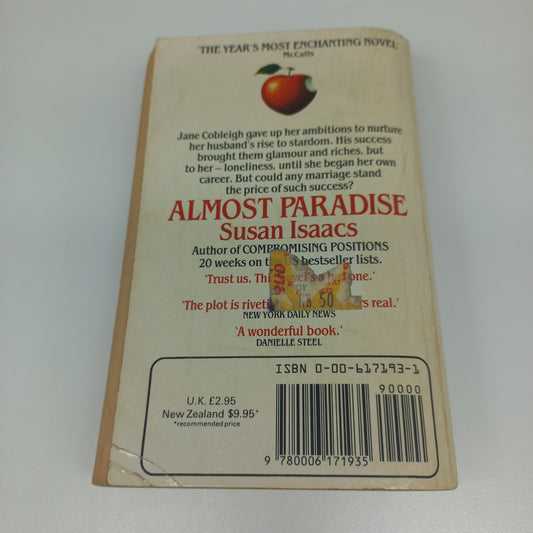 'THE YEAR'S MOST ENCHANTING NOVEL'
McCalls
Jane Cobleigh gave up her ambitions to nurture
her husband's rise to stardom. His success
brought them glamour and riches, but
to her – loneliness, until she began her own
career. But could any marriage stand
the price of such success?
ALMOST PARADISE
Susan Isaacs
Author of COMPROMISING POSITIONS
20 weeks on the US bestseller lists.
'Trust us. This one.'
'The plot is real.'
NEW YORK DAILY NEWS
50
'A wonderful book.'
DANIELLE STEEL
ISBN 0-00-617193-1
90000
U.K. £2.95
New Zealand $9.95*
*recommended price
9 780006 171935